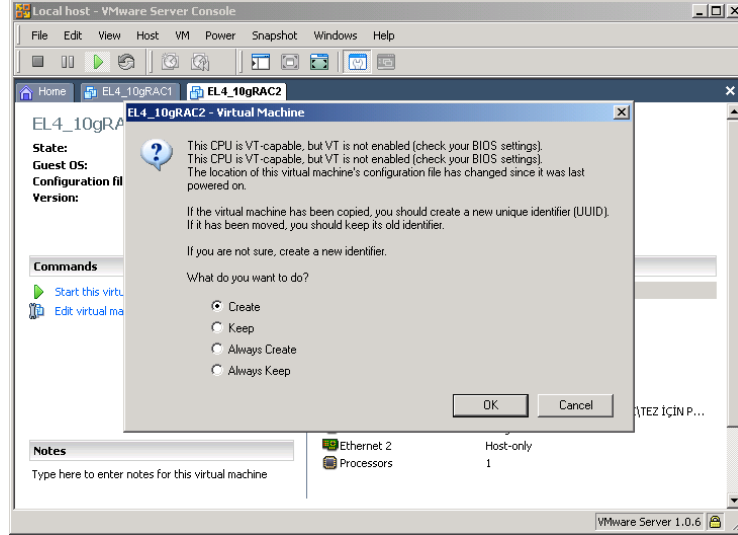 Local host - VMware Server Console
File Edit View Host VM Power Snapshot Windows Help
Home EL4_10gRAC1 EL4_10gRAC2
EL4_10gRA
State:
Guest OS:
Configuration fil
Version:
Commands
Start this virtu
Edit virtual ma
EL4_10gRAC2 - Virtual Machine
This CPU is VT-capable, but VT is not enabled (check your BIOS settings).
This CPU is VT-capable, but VT is not enabled (check your BIOS settings).
The location of this virtual machine's configuration file has changed since it was last
powered on.
If the virtual machine has been copied, you should create a new unique identifier (UUID).
If it has been moved, you should keep its old identifier.
If you are not sure, create a new identifier.
What do you want to do?
Create
Keep
Always Create
Always Keep
OK Cancel
\TEZ İÇİN P...
Ethernet 2 Host-only
Processors 1
Notes
Type here to enter notes for this virtual machine
VMware Server 1.0.6